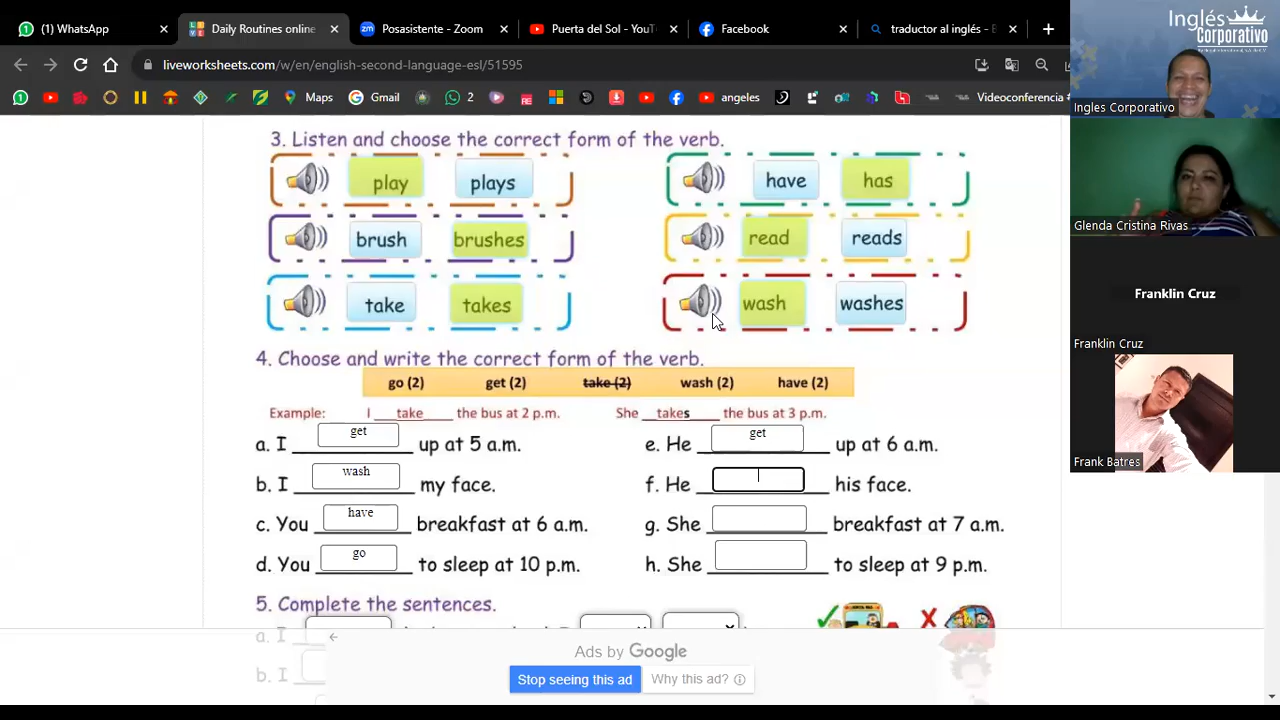 (1) WhatsApp
Daily Routines online
Posasistente - Zoom
Puerta del Sol - YouT
Facebook
traductor al inglés - B
liveworksheets.com/w/en/english-second-language-esl/51595
2
Maps
Gmail
angeles
Videoconferencia
Inglés
Corporativo
Ingles Corporativo
Glenda Cristina Rivas
Franklin Cruz
Franklin Cruz
Frank Batres
3. Listen and choose the correct form of the verb.
play plays have has
brush brushes read reads
take takes wash washes
4. Choose and write the correct form of the verb.
go (2) get (2) take (2) wash (2) have (2)
Example: I __take____ the bus at 2 p.m. She __takes____ the bus at 3 p.m.
a. I get up at 5 a.m. e. He get up at 6 a.m.
b. I wash my face. f. He his face.
c. You have breakfast at 6 a.m. g. She breakfast at 7 a.m.
d. You go to sleep at 10 p.m. h. She to sleep at 9 p.m.
5. Complete the sentences.
a. I
b. I
Ads by Google
Stop seeing this ad
Why this ad?